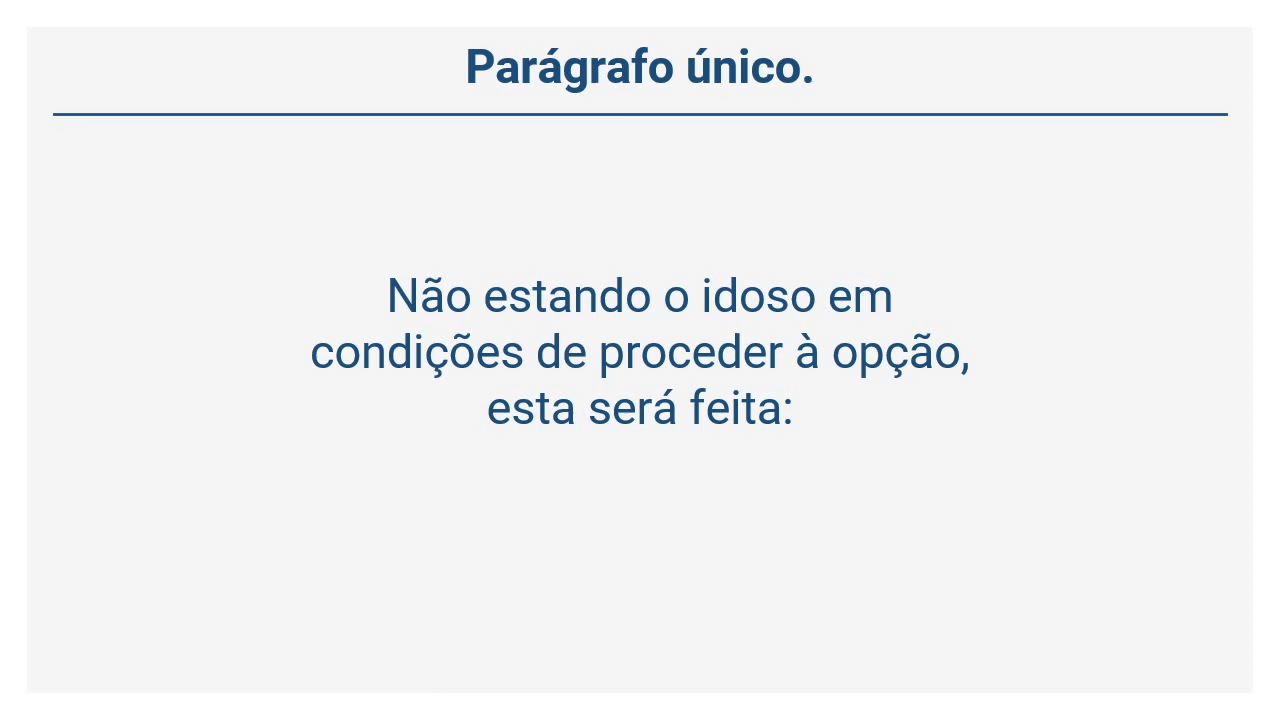 Parágrafo único.
Não estando o idoso em
condições de proceder à opção,
esta será feita: